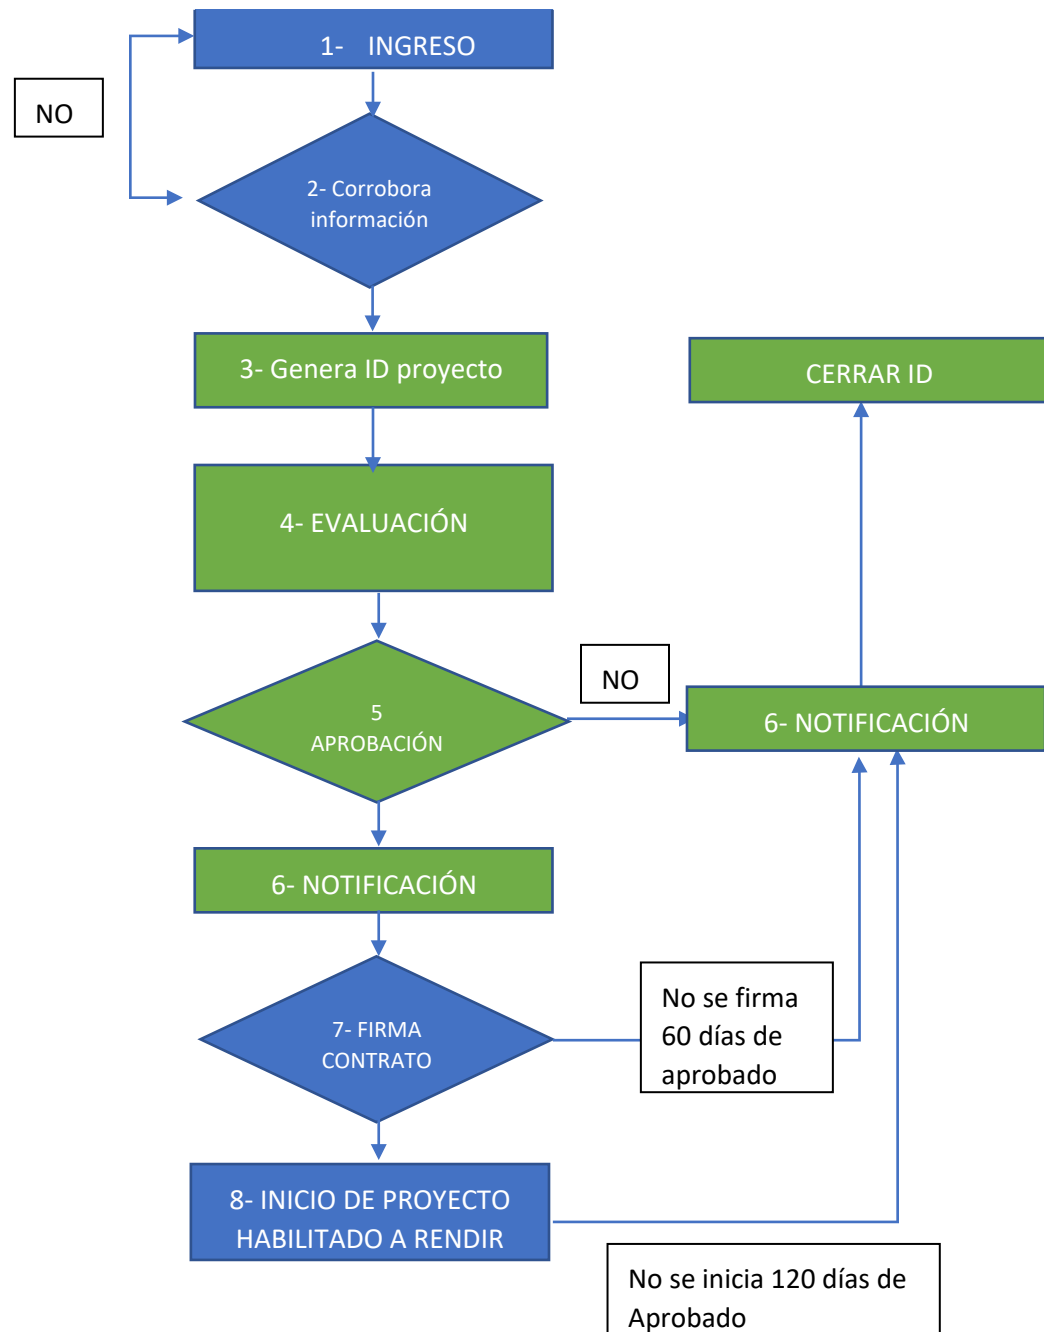 1- INGRESO
NO
2- Corrobora
información
3- Genera ID proyecto
CERRAR ID
4- EVALUACIÓN
NO
5
APROBACIÓN
6- NOTIFICACIÓN
6- NOTIFICACIÓN
No se firma
60 días de
aprobado
7- FIRMA
CONTRATO
8- INICIO DE PROYECTO
HABILITADO A RENDIR
No se inicia 120 días de
Aprobado